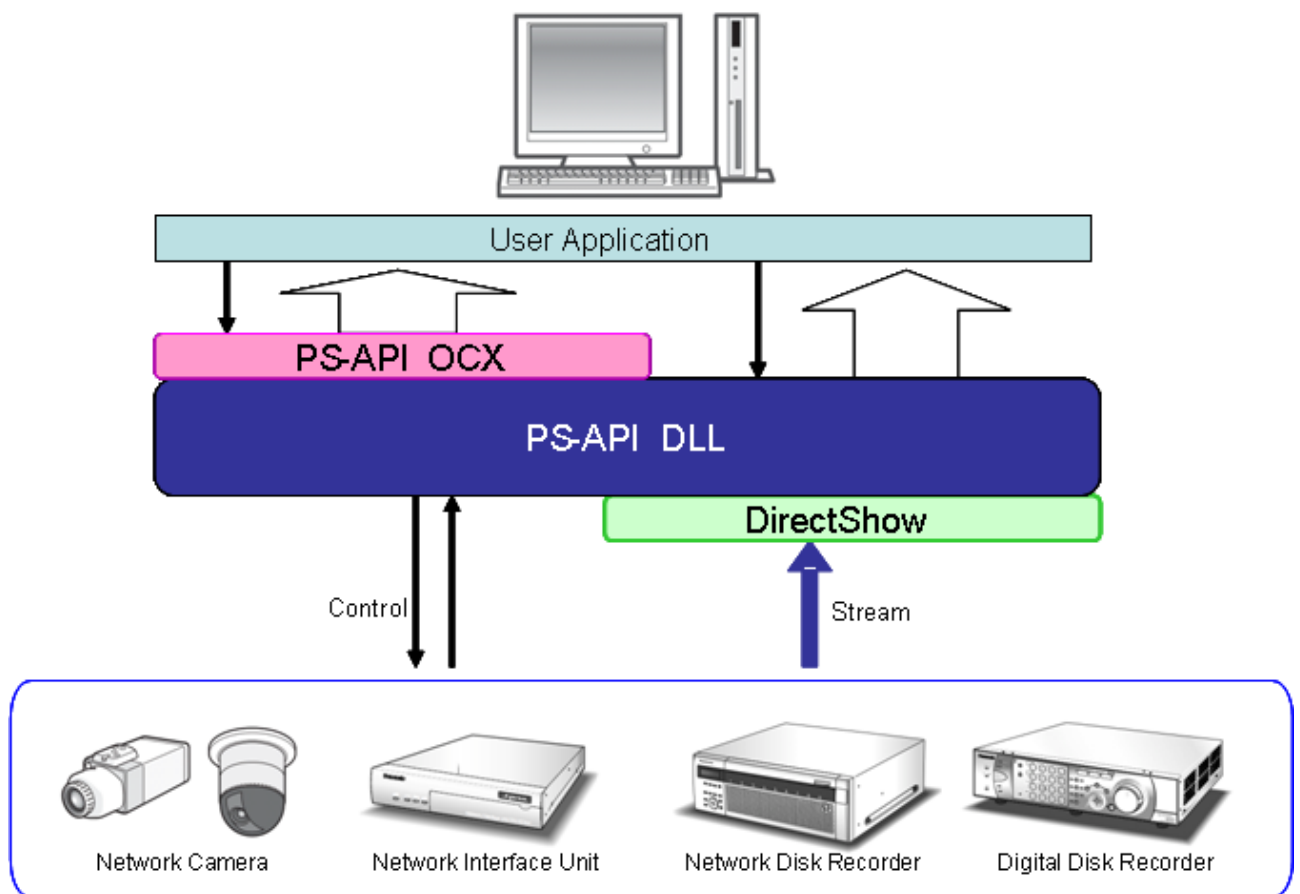 User Application
PS-API OCX
PS-API DLL
DirectShow
Control
Stream
Network Camera
Network Interface Unit
Network Disk Recorder
Digital Disk Recorder